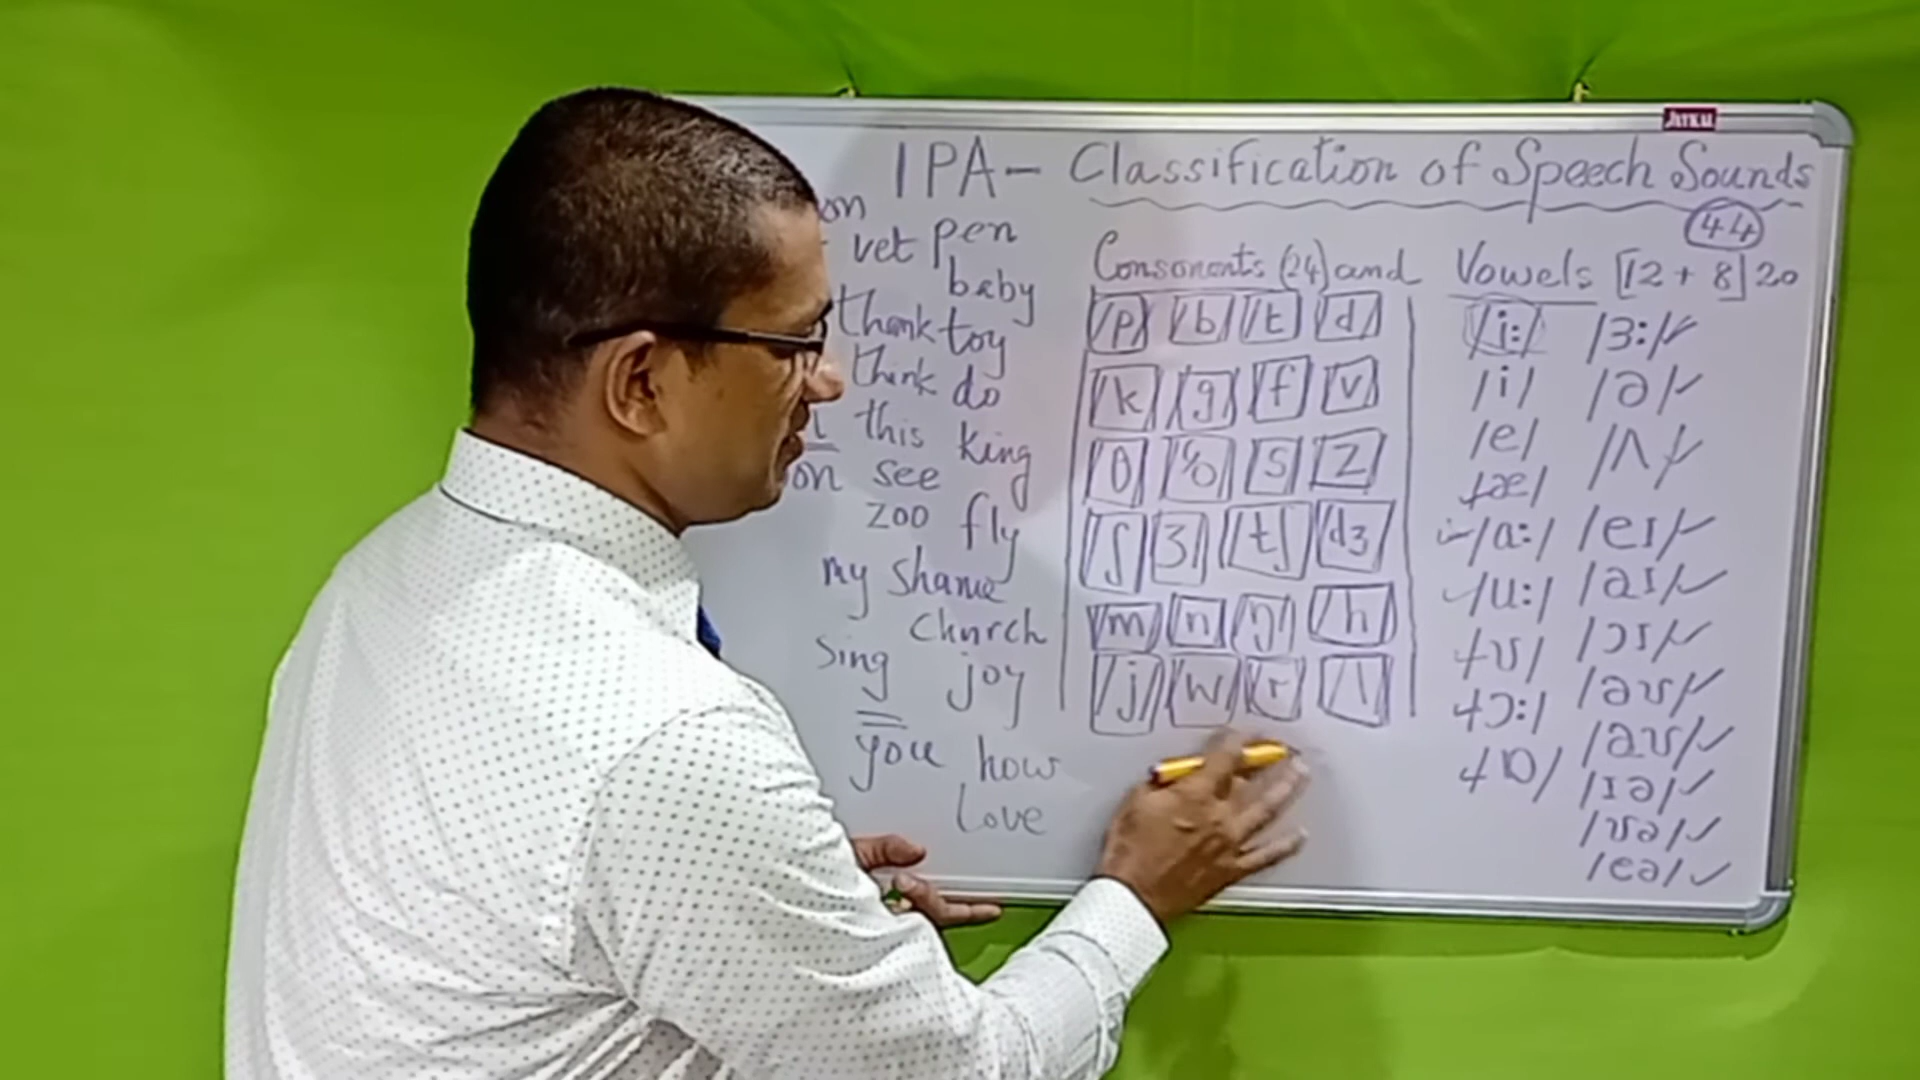 JAYKAL
IPA - Classification of Speech Sounds
44
Consonants (24) and Vowels [12 + 8] 20
on
vet pen
baby
thank toy
think do
this king
on see
zoo fly
my Shame
Church
Sing joy
you how
love
/p/ /b/ /t/ /d/
/k/ /g/ /f/ /v/
/θ/ /ð/ /s/ /z/
/ʃ/ /ʒ/ /tʃ/ /dʒ/
/m/ /n/ /ŋ/ /h/
/j/ /w/ /r/ /l/
/i:/ /ɜ:/
/i/ /ə/
/e/ /ʌ/
/æ/
/a:/ /eɪ/
/u:/ /aɪ/
/ʊ/ /ɔɪ/
/ɔ:/ /əʊ/
/ɒ/ /aʊ/
/ɪə/
/ʊə/
/eə/